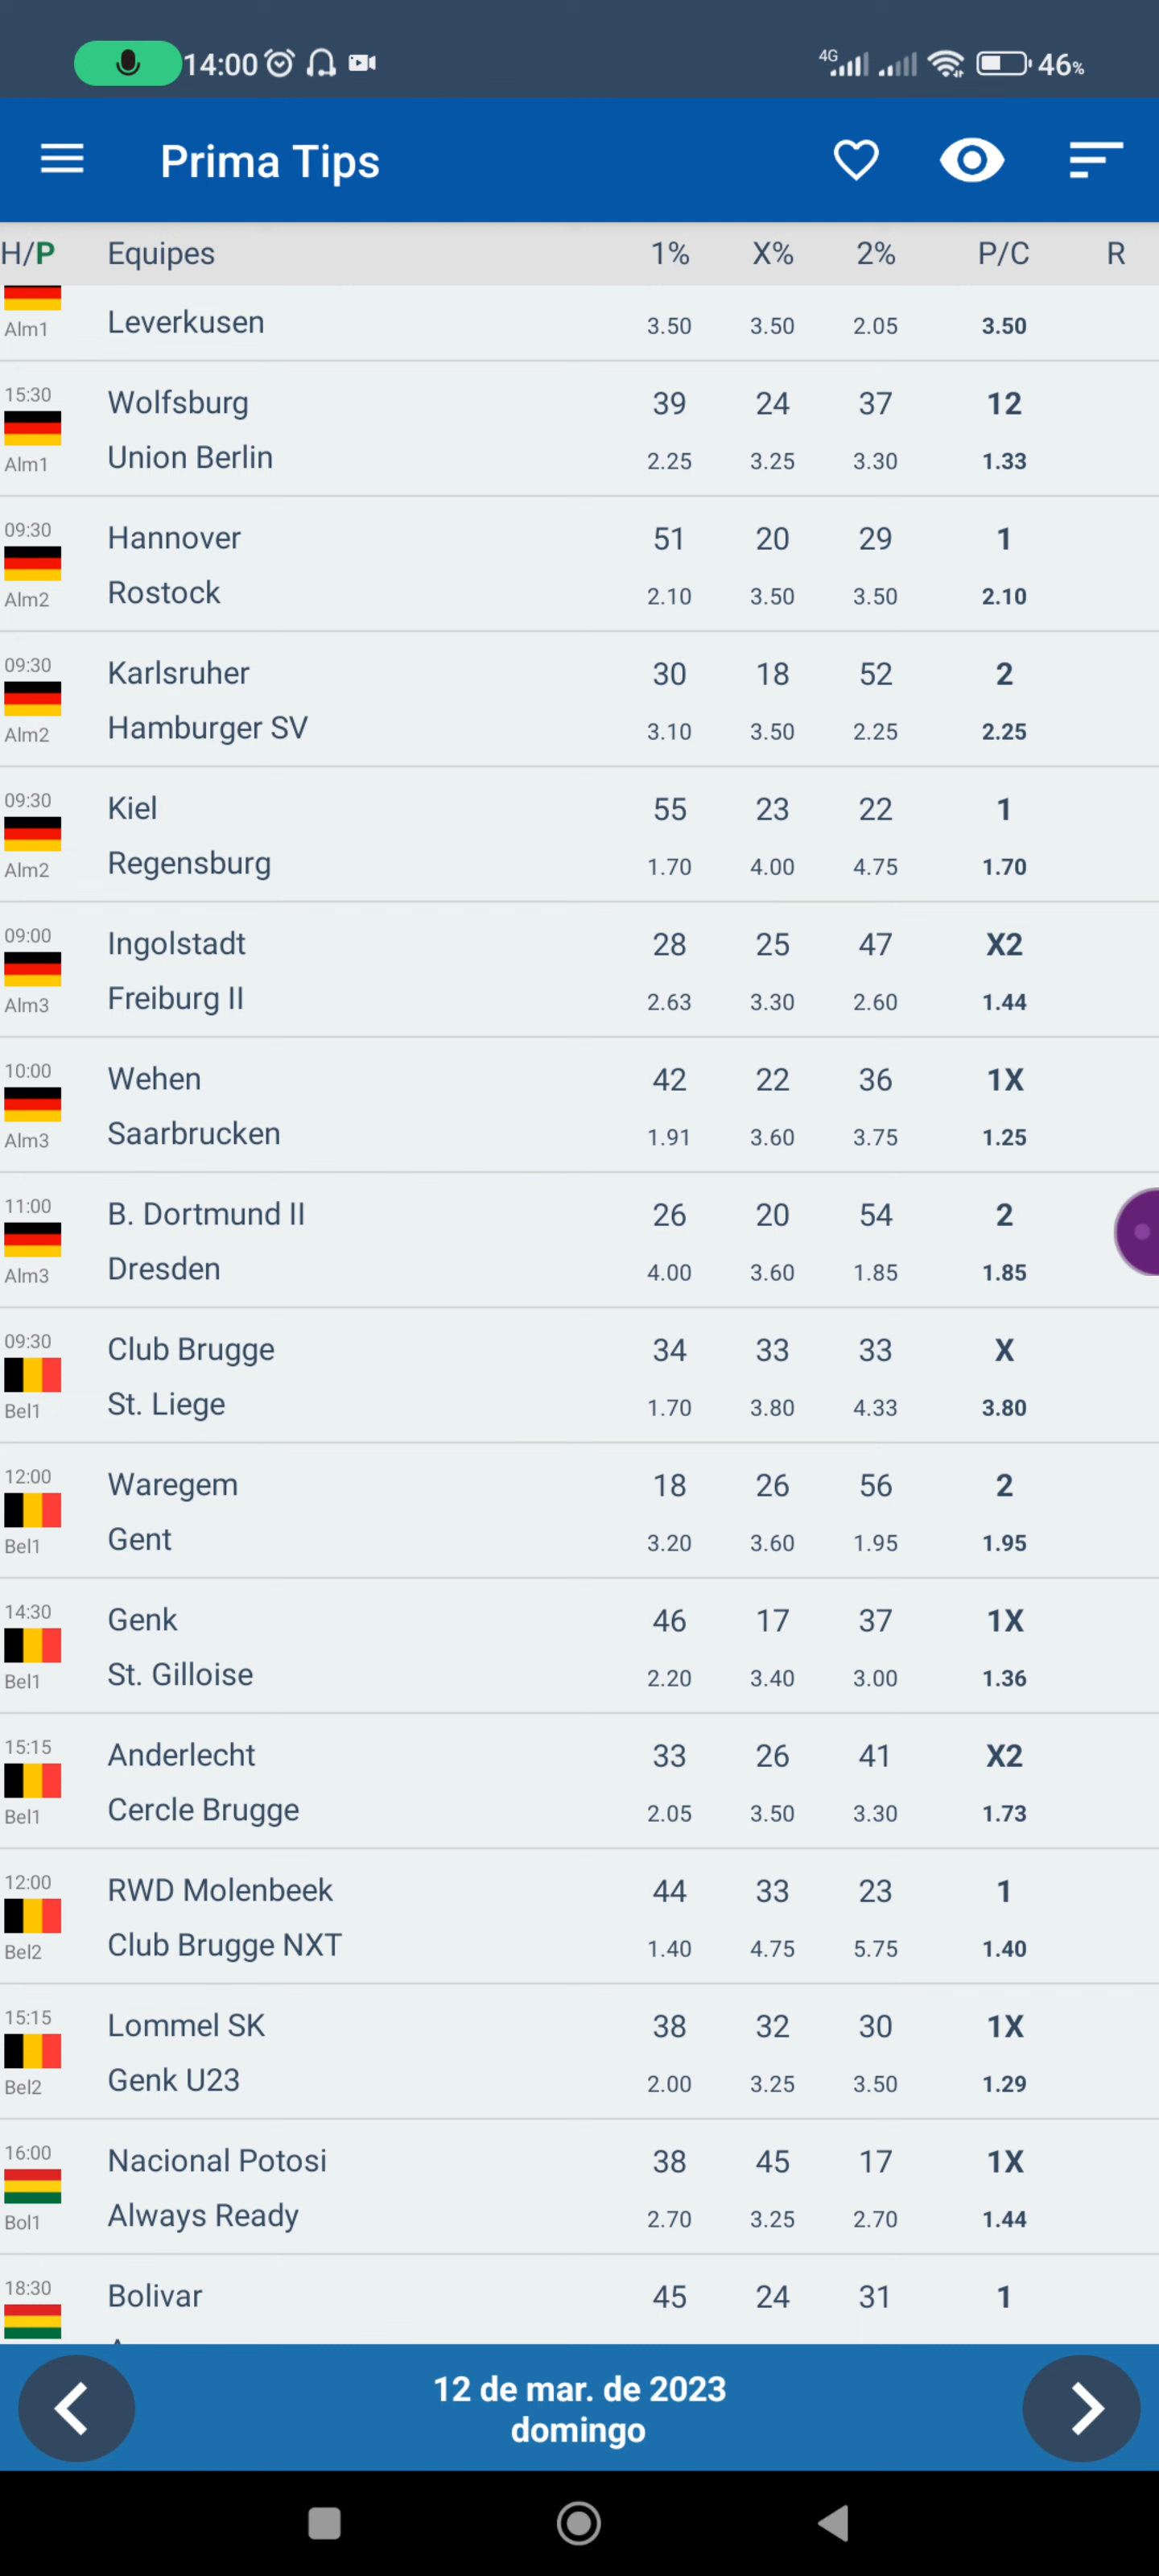 14:00 4G 46%
Prima Tips
H/P Equipes 1% X% 2% P/C R
Alm1 Leverkusen 3.50 3.50 2.05 3.50
15:30 Wolfsburg 39 24 37 12
Alm1 Union Berlin 2.25 3.25 3.30 1.33
09:30 Hannover 51 20 29 1
Alm2 Rostock 2.10 3.50 3.50 2.10
09:30 Karlsruher 30 18 52 2
Alm2 Hamburger SV 3.10 3.50 2.25 2.25
09:30 Kiel 55 23 22 1
Alm2 Regensburg 1.70 4.00 4.75 1.70
09:00 Ingolstadt 28 25 47 X2
Alm3 Freiburg II 2.63 3.30 2.60 1.44
10:00 Wehen 42 22 36 1X
Alm3 Saarbrucken 1.91 3.60 3.75 1.25
11:00 B. Dortmund II 26 20 54 2
Alm3 Dresden 4.00 3.60 1.85 1.85
09:30 Club Brugge 34 33 33 X
Bel1 St. Liege 1.70 3.80 4.33 3.80
12:00 Waregem 18 26 56 2
Bel1 Gent 3.20 3.60 1.95 1.95
14:30 Genk 46 17 37 1X
Bel1 St. Gilloise 2.20 3.40 3.00 1.36
15:15 Anderlecht 33 26 41 X2
Bel1 Cercle Brugge 2.05 3.50 3.30 1.73
12:00 RWD Molenbeek 44 33 23 1
Bel2 Club Brugge NXT 1.40 4.75 5.75 1.40
15:15 Lommel SK 38 32 30 1X
Bel2 Genk U23 2.00 3.25 3.50 1.29
16:00 Nacional Potosi 38 45 17 1X
Bol1 Always Ready 2.70 3.25 2.70 1.44
18:30 Bolivar 45 24 31 1
12 de mar. de 2023
domingo